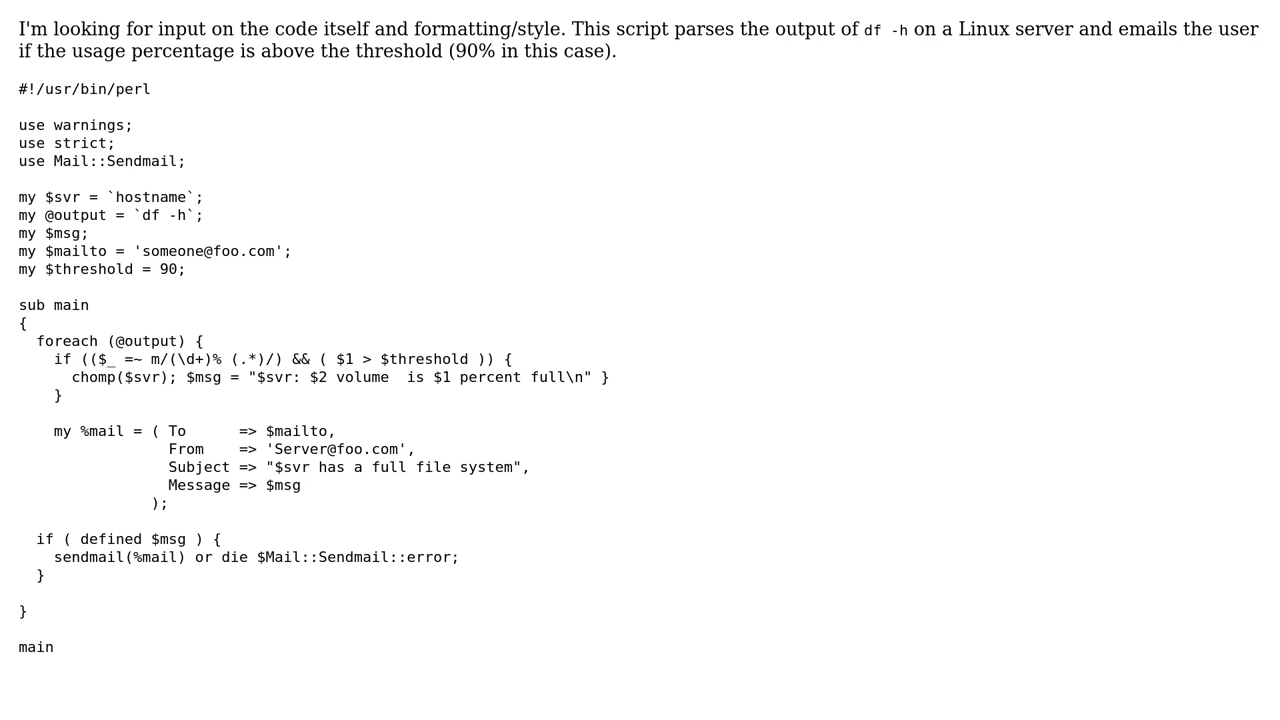 I'm looking for input on the code itself and formatting/style. This script parses the output of df -h on a Linux server and emails the user
if the usage percentage is above the threshold (90% in this case).
#!/usr/bin/perl
use warnings;
use strict;
use Mail::Sendmail;
my $svr = `hostname`;
my @output = `df -h`;
my $msg;
my $mailto = 'someone@foo.com';
my $threshold = 90;
sub main
{
  foreach (@output) {
    if (($_ =~ m/(\d+)% (.*)/) && ( $1 > $threshold )) {
      chomp($svr); $msg = "$svr: $2 volume  is $1 percent full\n" }
    }
    my %mail = ( To      => $mailto,
                 From    => 'Server@foo.com',
                 Subject => "$svr has a full file system",
                 Message => $msg
               );
  if ( defined $msg ) {
    sendmail(%mail) or die $Mail::Sendmail::error;
  }
}
main